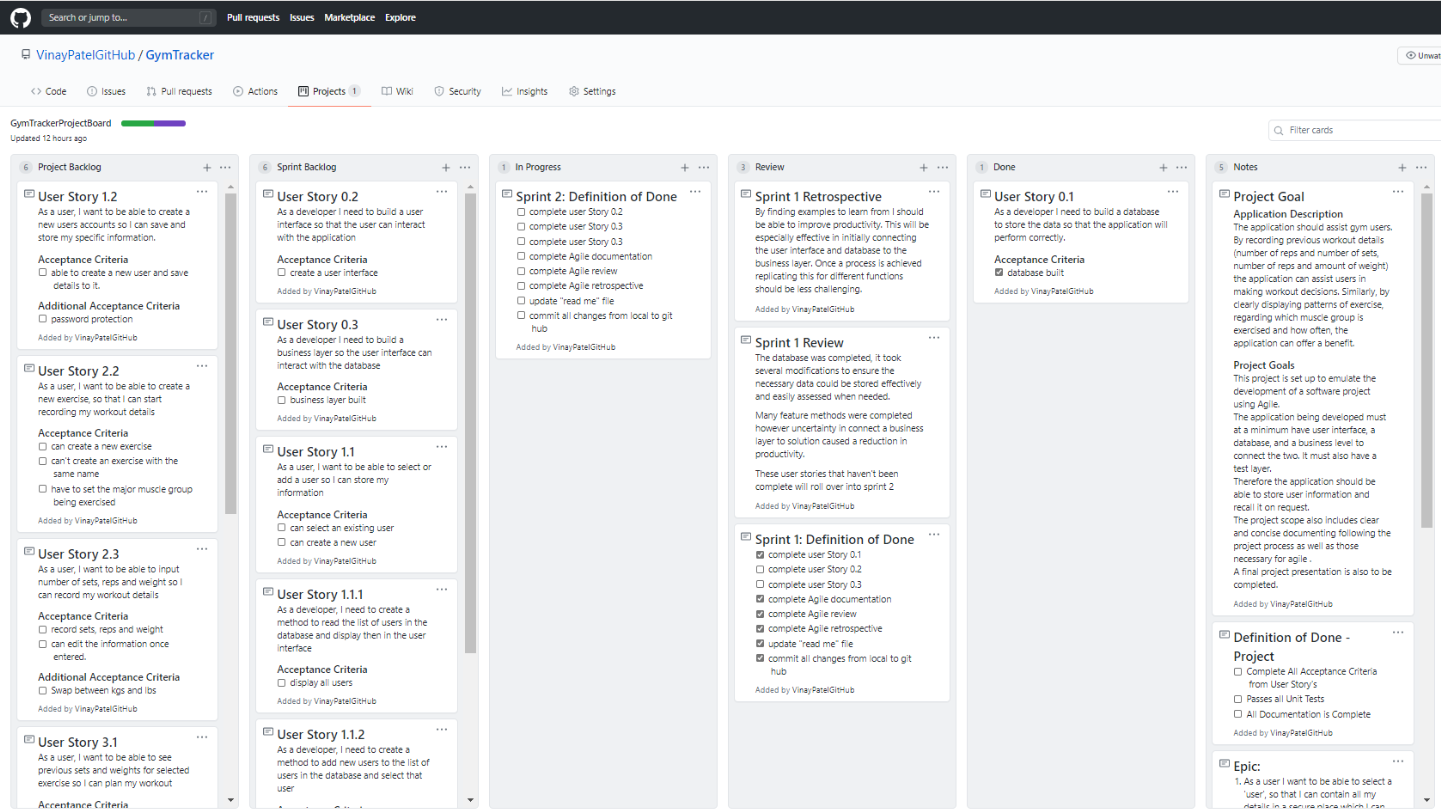 Search or jump to... /
Pull requests Issues Marketplace Explore
VinayPatelGitHub / GymTracker
Unwat
Code Issues Pull requests Actions Projects 1 Wiki Security Insights Settings
GymTrackerProjectBoard
Updated 12 hours ago
Filter cards
6 Project Backlog
User Story 1.2
As a user, I want to be able to create a
new users accounts so I can save and
store my specific information.
Acceptance Criteria
able to create a new user and save
details to it.
Additional Acceptance Criteria
password protection
Added by VinayPatelGitHub
User Story 2.2
As a user, I want to be able to create a
new exercise, so that I can start
recording my workout details
Acceptance Criteria
can create a new exercise
can't create an exercise with the
same name
have to set the major muscle group
being exercised
Added by VinayPatelGitHub
User Story 2.3
As a user, I want to be able to input
number of sets, reps and weight so I
can record my workout details
Acceptance Criteria
record sets, reps and weight
can edit the information once
entered.
Additional Acceptance Criteria
Swap between kgs and lbs
Added by VinayPatelGitHub
User Story 3.1
As a user, I want to be able to see
previous sets and weights for selected
exercise so I can plan my workout
Acceptance Criteria
6 Sprint Backlog
User Story 0.2
As a developer I need to build a user
interface so that the user can interact
with the application
Acceptance Criteria
create a user interface
Added by VinayPatelGitHub
User Story 0.3
As a developer I need to build a
business layer so the user interface can
interact with the database
Acceptance Criteria
business layer built
Added by VinayPatelGitHub
User Story 1.1
As a user, I want to be able to select or
add a user so I can store my
information
Acceptance Criteria
can select an existing user
can create a new user
Added by VinayPatelGitHub
User Story 1.1.1
As a developer, I need to create a
method to read the list of users in the
database and display then in the user
interface
Acceptance Criteria
display all users
Added by VinayPatelGitHub
User Story 1.1.2
As a developer, I need to create a
method to add new users to the list of
users in the database and select that
user
1 In Progress
Sprint 2: Definition of Done
complete user Story 0.2
complete user Story 0.3
complete user Story 0.3
complete Agile documentation
complete Agile review
complete Agile retrospective
update "read me" file
commit all changes from local to git
hub
Added by VinayPatelGitHub
3 Review
Sprint 1 Retrospective
By finding examples to learn from I should
be able to improve productivity. This will be
especially effective in initially connecting
the user interface and database to the
business layer. Once a process is achieved
replicating this for different functions
should be less challenging.
Added by VinayPatelGitHub
Sprint 1 Review
The database was completed, it took
several modifications to ensure the
necessary data could be stored effectively
and easily assessed when needed.
Many feature methods were completed
however uncertainty in connect a business
layer to solution caused a reduction in
productivity.
These user stories that haven't been
complete will roll over into sprint 2
Added by VinayPatelGitHub
Sprint 1: Definition of Done
complete user Story 0.1
complete user Story 0.2
complete user Story 0.3
complete Agile documentation
complete Agile review
complete Agile retrospective
update "read me" file
commit all changes from local to git
hub
Added by VinayPatelGitHub
1 Done
User Story 0.1
As a developer I need to build a database
to store the data so that the application will
perform correctly.
Acceptance Criteria
database built
Added by VinayPatelGitHub
5 Notes
Project Goal
Application Description
The application should assist gym users.
By recording previous workout details
(number of reps and number of sets,
number of reps and amount of weight)
the application can assist users in
making workout decisions. Similarly, by
clearly displaying patterns of exercise,
regarding which muscle group is
exercised and how often, the
application can offer a benefit.
Project Goals
This project is set up to emulate the
development of a software project
using Agile.
The application being developed must
at a minimum have user interface, a
database, and a business level to
connect the two. It must also have a
test layer.
Therefore the application should be
able to store user information and
recall it on request.
The project scope also includes clear
and concise documenting following the
project process as well as those
necessary for agile .
A final project presentation is also to be
completed.
Added by VinayPatelGitHub
Definition of Done -
Project
Complete All Acceptance Criteria
from User Story's
Passes all Unit Tests
All Documentation is Complete
Added by VinayPatelGitHub
Epic:
1. As a user I want to be able to select a
'user', so that I can contain all my
details in a secure place which I can